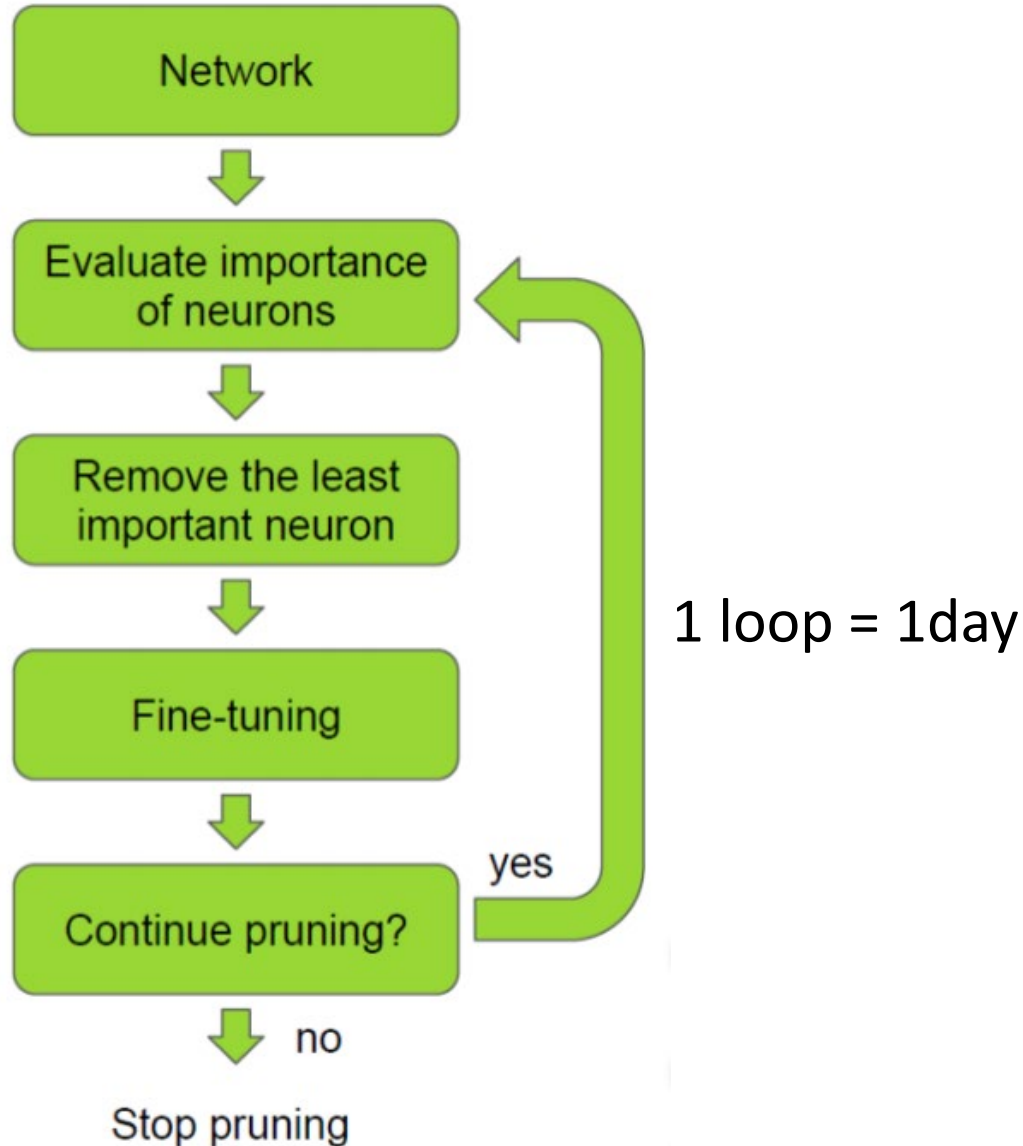 Network
Evaluate importance
of neurons
Remove the least
important neuron
Fine-tuning
1 loop = 1day
Continue pruning?
yes
no
Stop pruning